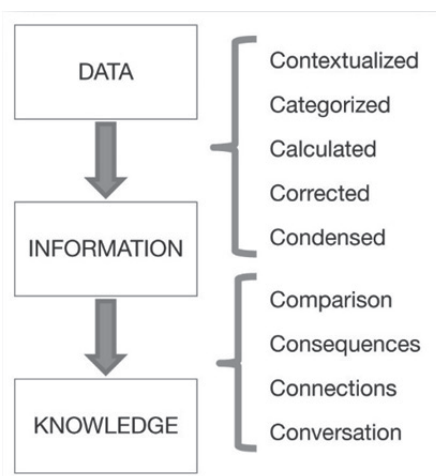 DATA
Contextualized
Categorized
Calculated
Corrected
Condensed
INFORMATION
Comparison
Consequences
Connections
Conversation
KNOWLEDGE